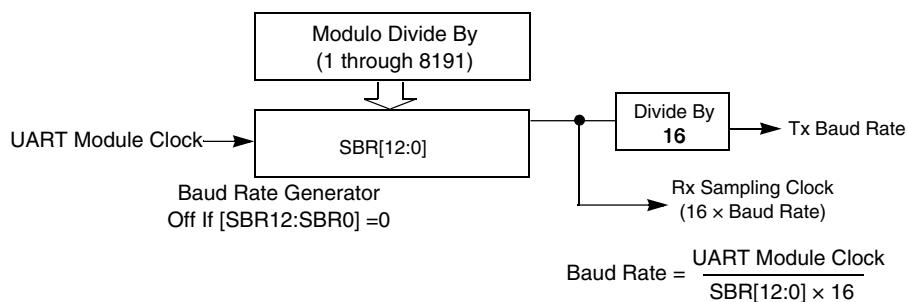 Modulo Divide By
(1 through 8191)
UART Module Clock
SBR[12:0]
Divide By
16
Tx Baud Rate
Baud Rate Generator
Off If [SBR12:SBR0] =0
Rx Sampling Clock
(16 × Baud Rate)
Baud Rate =
UART Module Clock
SBR[12:0] × 16